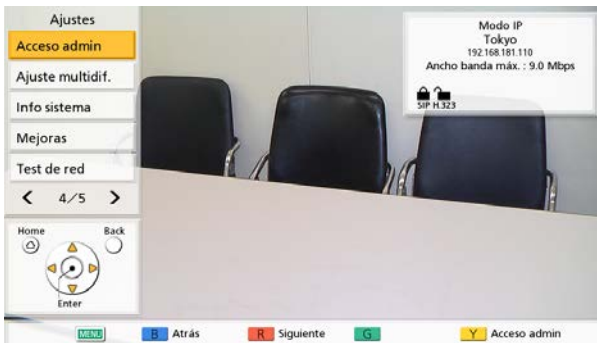 Ajustes
Acceso admin
Ajuste multidif.
Info sistema
Mejoras
Test de red
4/5
Home
Back
Enter
Modo IP
Tokyo
192.168.181.110
Ancho banda máx. : 9.0 Mbps
SIP H.323
MENU B Atrás R Siguiente G Y Acceso admin